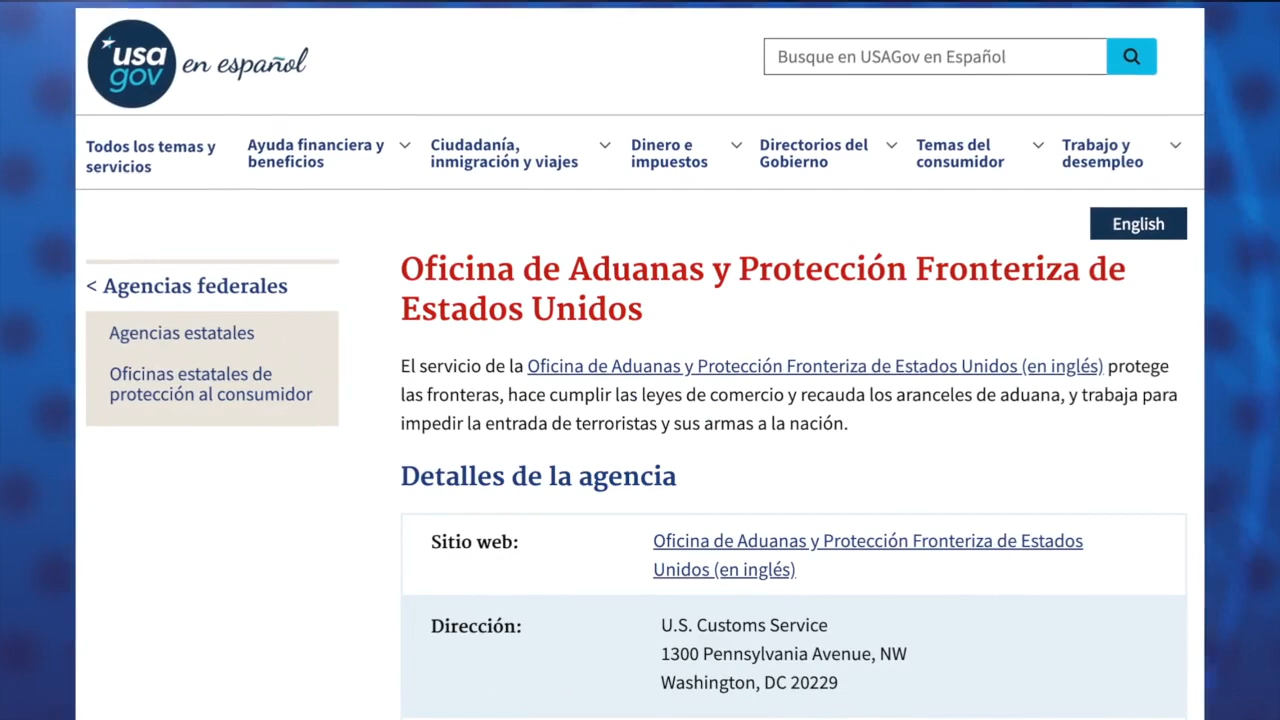 usa
gov
en español
Busque en USAGov en Español
Todos los temas y
servicios
Ayuda financiera y
beneficios
Ciudadanía,
inmigración y viajes
Dinero e
impuestos
Directorios del
Gobierno
Temas del
consumidor
Trabajo y
desempleo
English
< Agencias federales
Agencias estatales
Oficinas estatales de
protección al consumidor
Oficina de Aduanas y Protección Fronteriza de
Estados Unidos
El servicio de la Oficina de Aduanas y Protección Fronteriza de Estados Unidos (en inglés) protege
las fronteras, hace cumplir las leyes de comercio y recauda los aranceles de aduana, y trabaja para
impedir la entrada de terroristas y sus armas a la nación.
Detalles de la agencia
Sitio web:
Oficina de Aduanas y Protección Fronteriza de Estados
Unidos (en inglés)
Dirección:
U.S. Customs Service
1300 Pennsylvania Avenue, NW
Washington, DC 20229